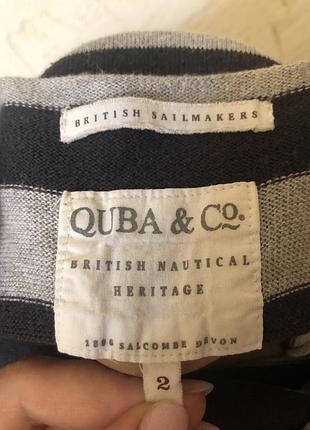 BRITISH SAILMAKERS
QUBA & Co.
BRITISH NAUTICAL
HERITAGE
SALCOMBE DEVON
2